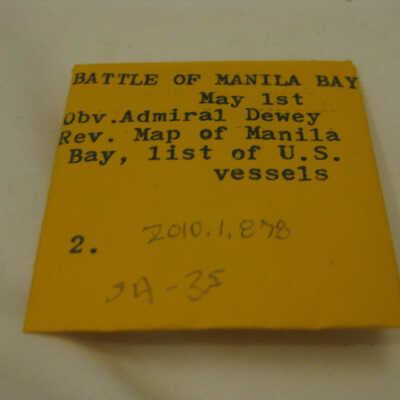 BATTLE OF MANILA BAY
May 1st
Obv.Admiral Dewey
Rev. Map of Manila
Bay, list of U.S.
vessels
2. 2010.1.878
SA-35